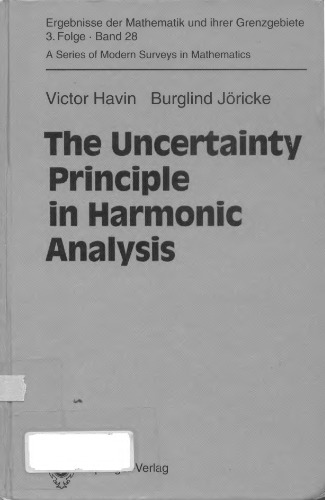 Ergebnisse der Mathematik und ihrer Grenzgebiete
3. Folge · Band 28
A Series of Modern Surveys in Mathematics
Victor Havin Burglind Jöricke
The Uncertainty
Principle
in Harmonic
Analysis
Verlag